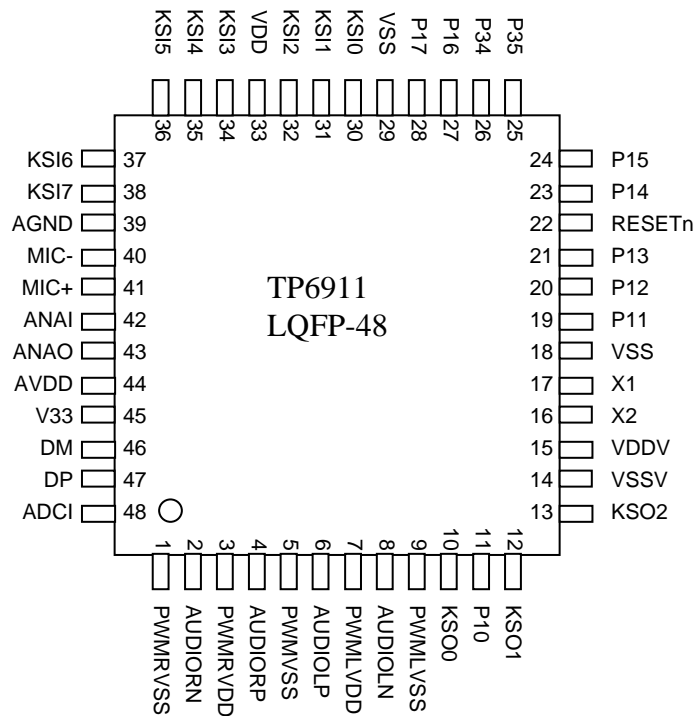 KSI5 KSI4 KSI3 VDD KSI2 KSI1 KSI0 VSS P17 P16 P34 P35
36 35 34 33 32 31 30 29 28 27 26 25
KSI6 37 24 P15
KSI7 38 23 P14
AGND 39 22 RESETn
MIC- 40 21 P13
MIC+ 41 20 P12
ANAI 42 19 P11
ANAO 43 18 VSS
AVDD 44 17 X1
V33 45 16 X2
DM 46 15 VDDV
DP 47 14 VSSV
ADCI 48 13 KSO2
TP6911
LQFP-48
1 2 3 4 5 6 7 8 9 10 11 12
PWMRVSS AUDIORN PWMRVDD AUDIORP PWMVSS AUDIOLP PWMLVDD AUDIOLN PWMLVSS KSO0 P10 KSO1